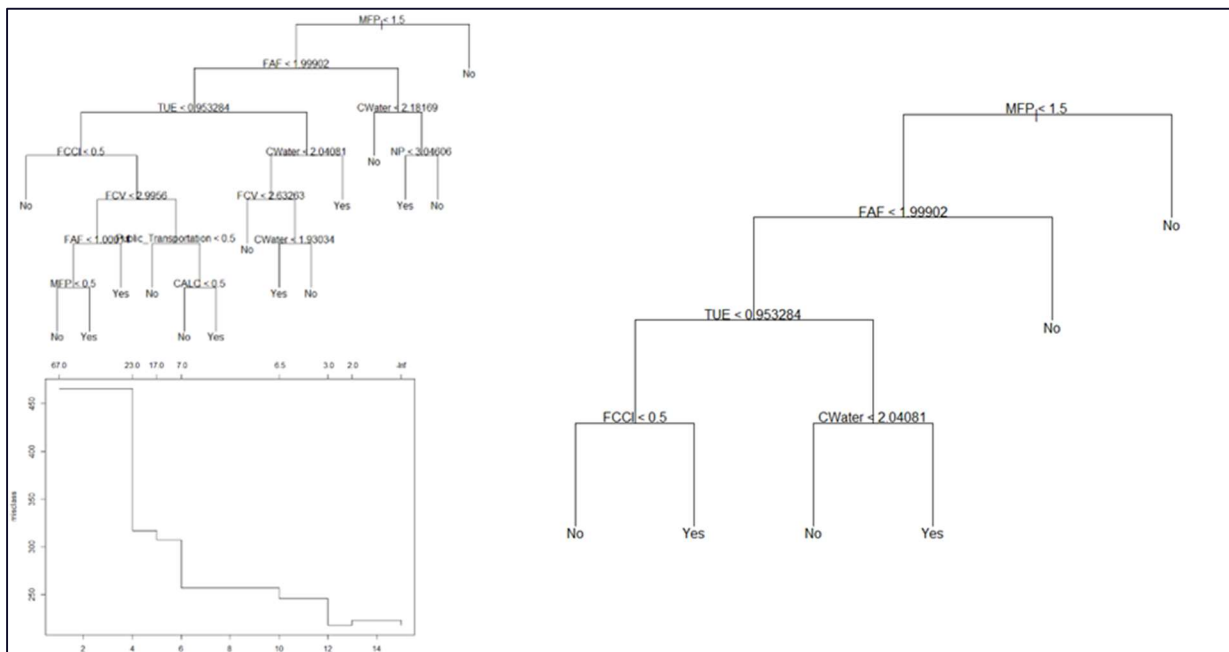 MFP < 1.5
FAF < 1.99902
No
TUE < 0.953284
CWater < 2.18169
FCCI < 0.5
CWater < 2.04081
No
NP < 3.04606
No
FCV < 2.9956
FCV < 2.63263
Yes
Yes
No
FAF < 1.00014
Public_Transportation < 0.5
No
CWater < 1.93034
MFP < 0.5
Yes
No
CALC < 0.5
Yes
No
No
Yes
No
Yes
67.0 23.0 17.0 7.0 6.5 3.0 2.0 -Inf
misclass
450
400
350
300
250
2 4 6 8 10 12 14
MFP < 1.5
FAF < 1.99902
No
TUE < 0.953284
No
FCCI < 0.5
CWater < 2.04081
No
Yes
No
Yes